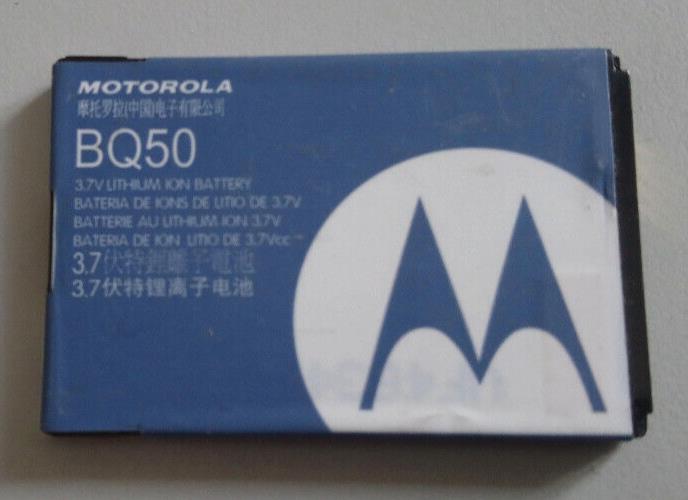 MOTOROLA
摩托罗拉(中国)电子有限公司
BQ50
3.7V LITHIUM ION BATTERY
BATERIA DE IONS DE LITIO DE 3.7V
BATTERIE AU LITHIUM ION 3.7V
BATERIA DE ION LITIO DE 3.7Vcc
3.7伏特鋰離子電池
3.7伏特锂离子电池